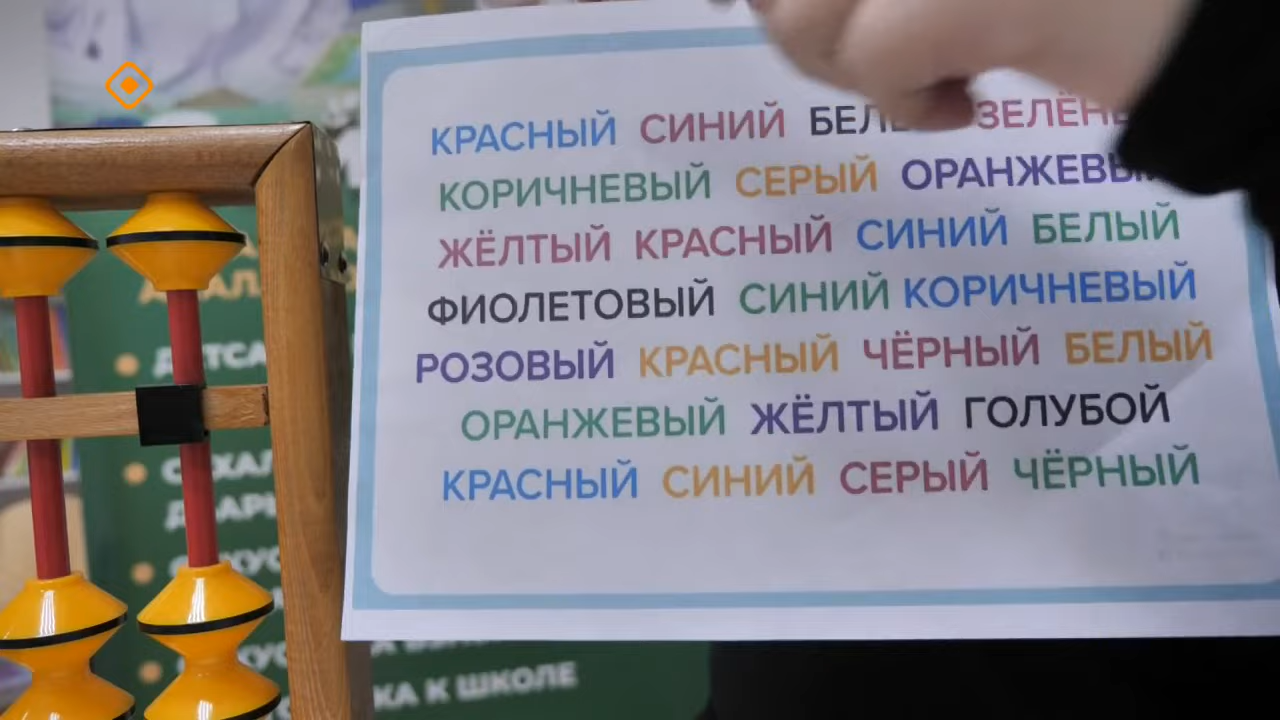 КРАСНЫЙ СИНИЙ
КОРИЧНЕВЫЙ СЕРЫЙ
ЖЁЛТЫЙ КРАСНЫЙ СИНИЙ БЕЛЫЙ
ФИОЛЕТОВЫЙ СИНИЙ КОРИЧНЕВЫЙ
РОЗОВЫЙ КРАСНЫЙ ЧЁРНЫЙ БЕЛЫЙ
ОРАНЖЕВЫЙ ЖЁЛТЫЙ ГОЛУБОЙ
КРАСНЫЙ СИНИЙ СЕРЫЙ ЧЁРНЫЙ
К ШКОЛЕ